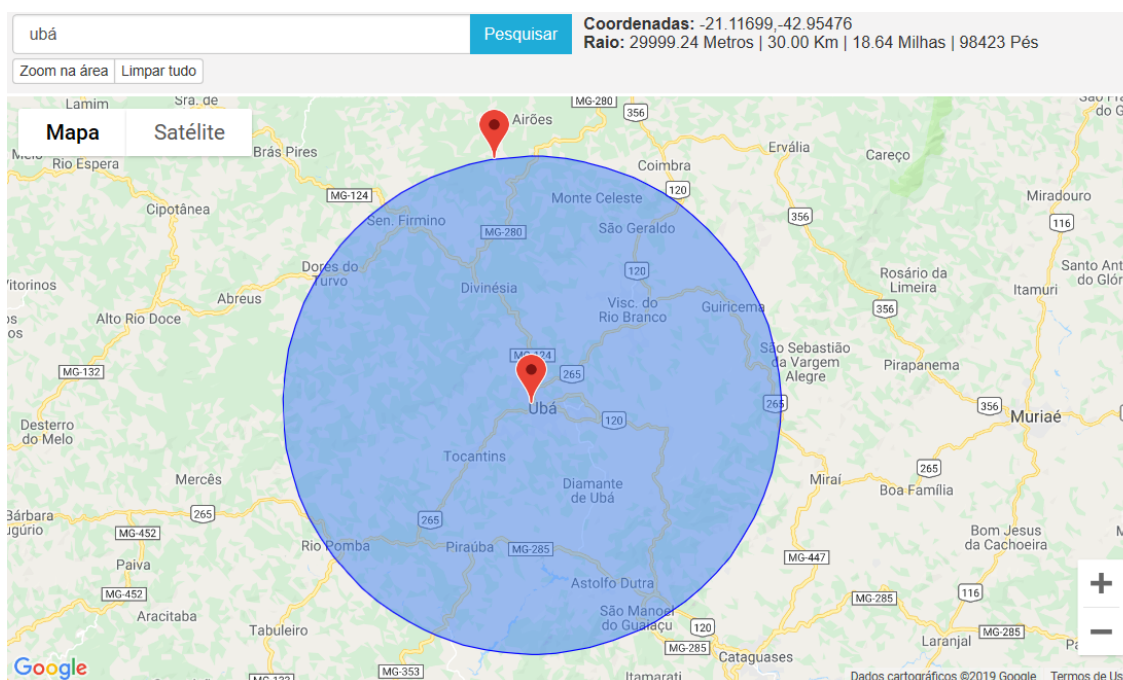 ubá
Pesquisar
Coordenadas: -21.11699,-42.95476
Raio: 29999.24 Metros | 30.00 Km | 18.64 Milhas | 98423 Pés
Zoom na área
Limpar tudo
Mapa
Satélite
Lamim
Sra. de
MG-280
356
Airões
do G
Rio Espera
Brás Pires
Coimbra
Ervália
Careço
MG-124
120
Monte Celeste
Miradouro
Cipotânea
Sen. Firmino
356
116
MG-280
São Geraldo
Dores do
Turvo
120
Rosário da
Limeira
Santo Ant
do Glór
Itamuri
Abreus
Divinésia
Visc. do
Rio Branco
Guiricema
356
Alto Rio Doce
os
MG-124
São Sebastião
da Vargem
Alegre
Pirapanema
MG-132
265
Ubá
120
265
356
Muriaé
Desterro
do Melo
Tocantins
265
Mercês
Diamante
de Ubá
Miraí
Boa Família
265
265
Bárbara
MG-452
Bom Jesus
da Cachoeira
Rio Pomba
Piraúba
MG-285
MG-447
Paiva
Astolfo Dutra
MG-452
MG-285
116
Aracitaba
São Manoel
do Guaiaçu
Tabuleiro
120
Laranjal
MG-285
MG-285
Cataguases
Google
MG-353
Itamarati
Dados cartográficos ©2019 Google
Termos de Us